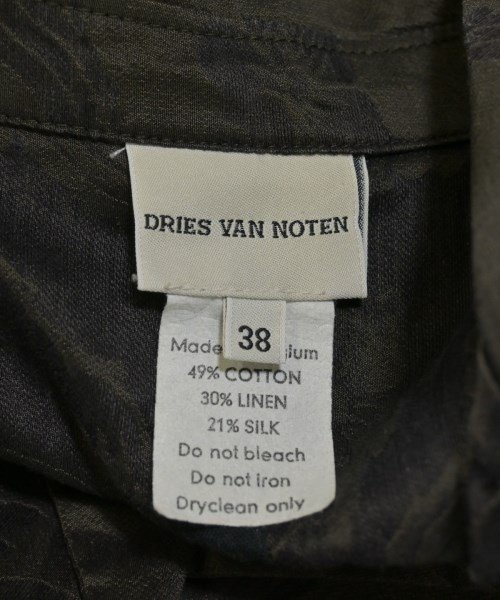 DRIES VAN NOTEN
38
Made ium
49% COTTON
30% LINEN
21% SILK
Do not bleach
Do not iron
Dryclean only